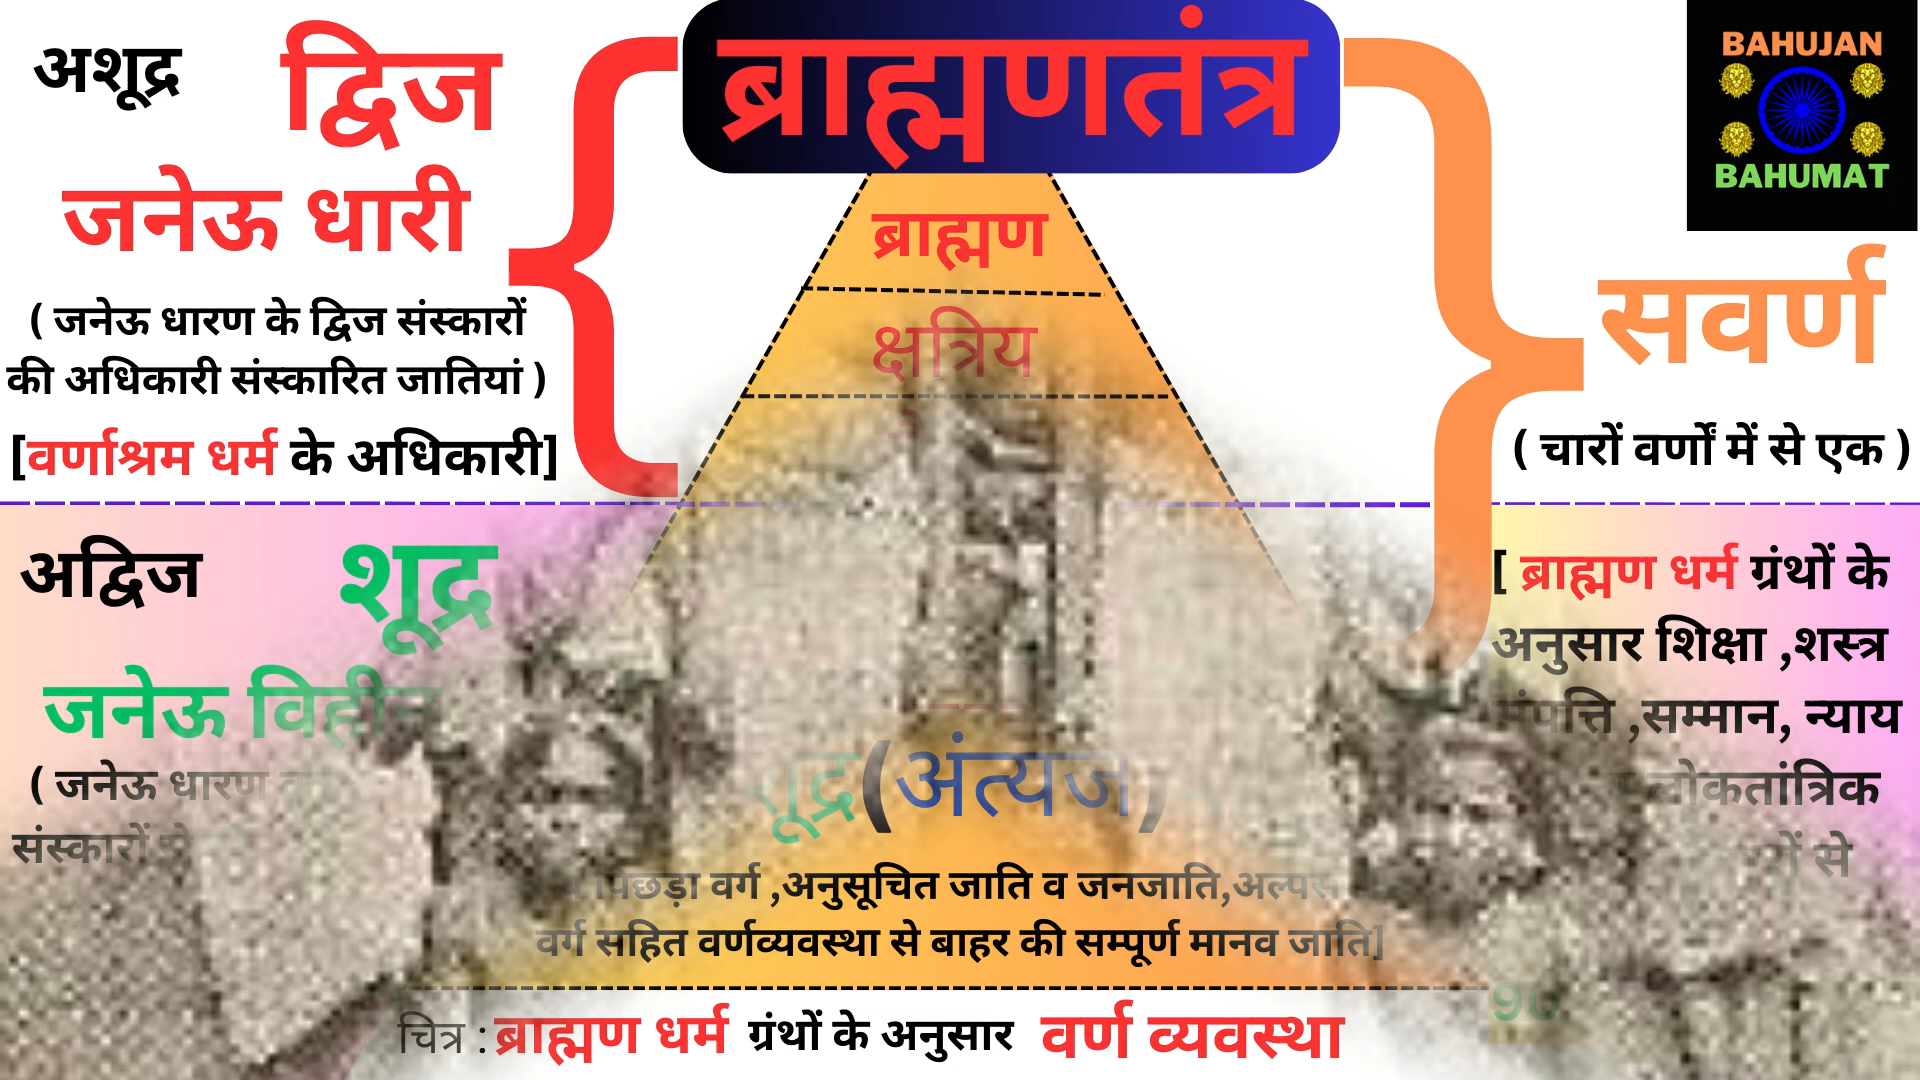 ब्राह्मणतंत्र
BAHUJAN
BAHUMAT
अशूद्र द्विज
जनेऊ धारी
( जनेऊ धारण के द्विज संस्कारों
की अधिकारी संस्कारित जातियां )
[वर्णाश्रम धर्म के अधिकारी]
ब्राह्मण
क्षत्रिय
सवर्ण
( चारों वर्णों में से एक )
अद्विज शूद्र
जनेऊ विहीन
( जनेऊ धारण
संस्कारों से
[ ब्राह्मण धर्म ग्रंथों के
अनुसार शिक्षा ,शस्त्र
संपत्ति ,सम्मान, न्याय
लोकतांत्रिक
से
शूद्र(अंत्यज)
पिछड़ा वर्ग ,अनुसूचित जाति व जनजाति,
वर्ग सहित वर्णव्यवस्था से बाहर की सम्पूर्ण मानव जाति]
चित्र : ब्राह्मण धर्म ग्रंथों के अनुसार वर्ण व्यवस्था